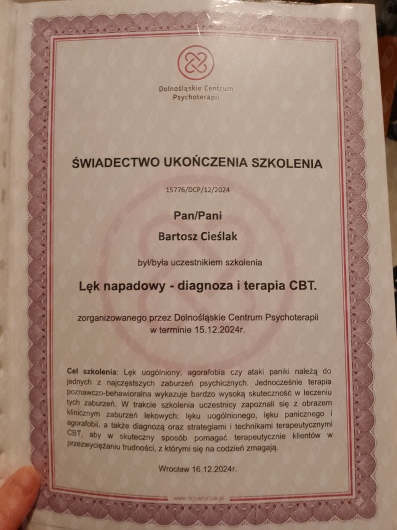 Dolnośląskie Centrum
Psychoterapii
ŚWIADECTWO UKOŃCZENIA SZKOLENIA
15776/DCP/12/2024
Pan/Pani
Bartosz Cieślak
był/była uczestnikiem szkolenia
Lęk napadowy - diagnoza i terapia CBT.
zorganizowanego przez Dolnośląskie Centrum Psychoterapii
w terminie 15.12.2024r.
Cel szkolenia: Lęk uogólniony, agorafobia czy ataki paniki należą do
jednych z najczęstszych zaburzeń psychicznych. Jednocześnie terapia
poznawczo-behawioralna wykazuje bardzo wysoką skuteczność w leczeniu
tych zaburzeń. W trakcie szkolenia uczestnicy zapoznali się z obrazem
klinicznym zaburzeń lękowych: lęku uogólnionego, lęku panicznego i
agorafobii, a także diagnozą oraz strategiami i technikami terapeutycznymi
CBT, aby w skuteczny sposób pomagać terapeutycznie klientów w
przezwyciężaniu trudności, z którymi się na codzień zmagają.
Wrocław 16.12.2024r.